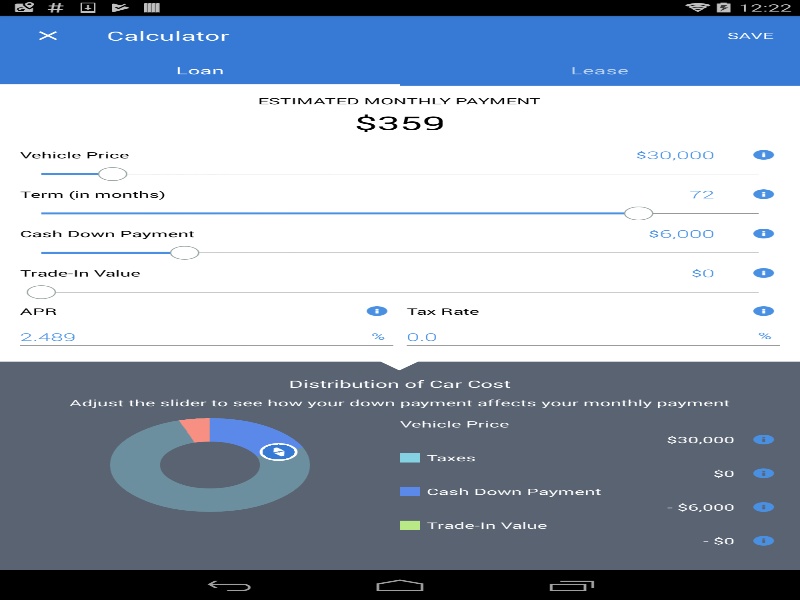 12:22
Calculator
SAVE
Loan
Lease
ESTIMATED MONTHLY PAYMENT
$359
Vehicle Price
$30,000
Term (in months)
72
Cash Down Payment
$6,000
Trade-In Value
$0
APR
Tax Rate
2.489 %
0.0 %
Distribution of Car Cost
Adjust the slider to see how your down payment affects your monthly payment
Vehicle Price
$30,000
Taxes
$0
Cash Down Payment
- $6,000
Trade-In Value
- $0